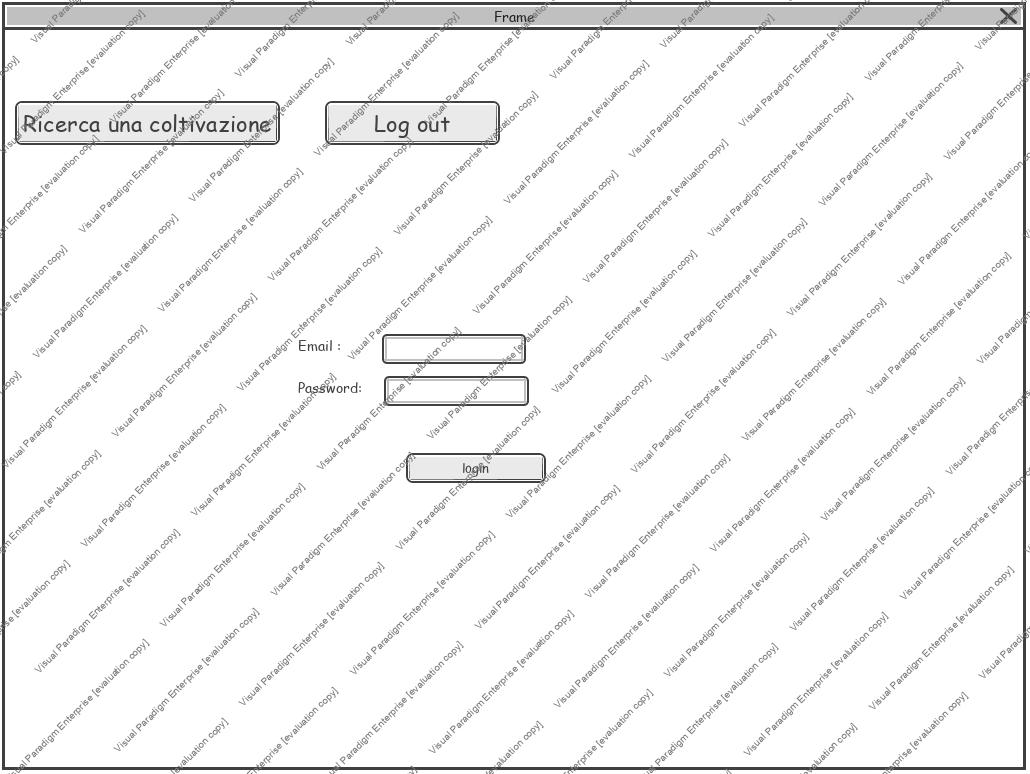 Frame
Ricerca una coltivazione
Log out
Email :
Password:
login
Visual Paradigm Enterprise [evaluation copy]